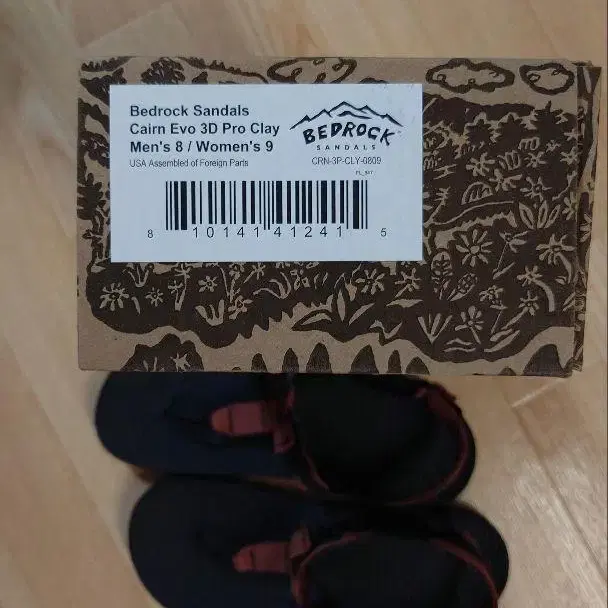 Bedrock Sandals
Cairn Evo 3D Pro Clay
Men's 8 / Women's 9
USA Assembled of Foreign Parts
BEDROCK
SANDALS
CRN-3P-CLY-0809
8 10141 41241 5